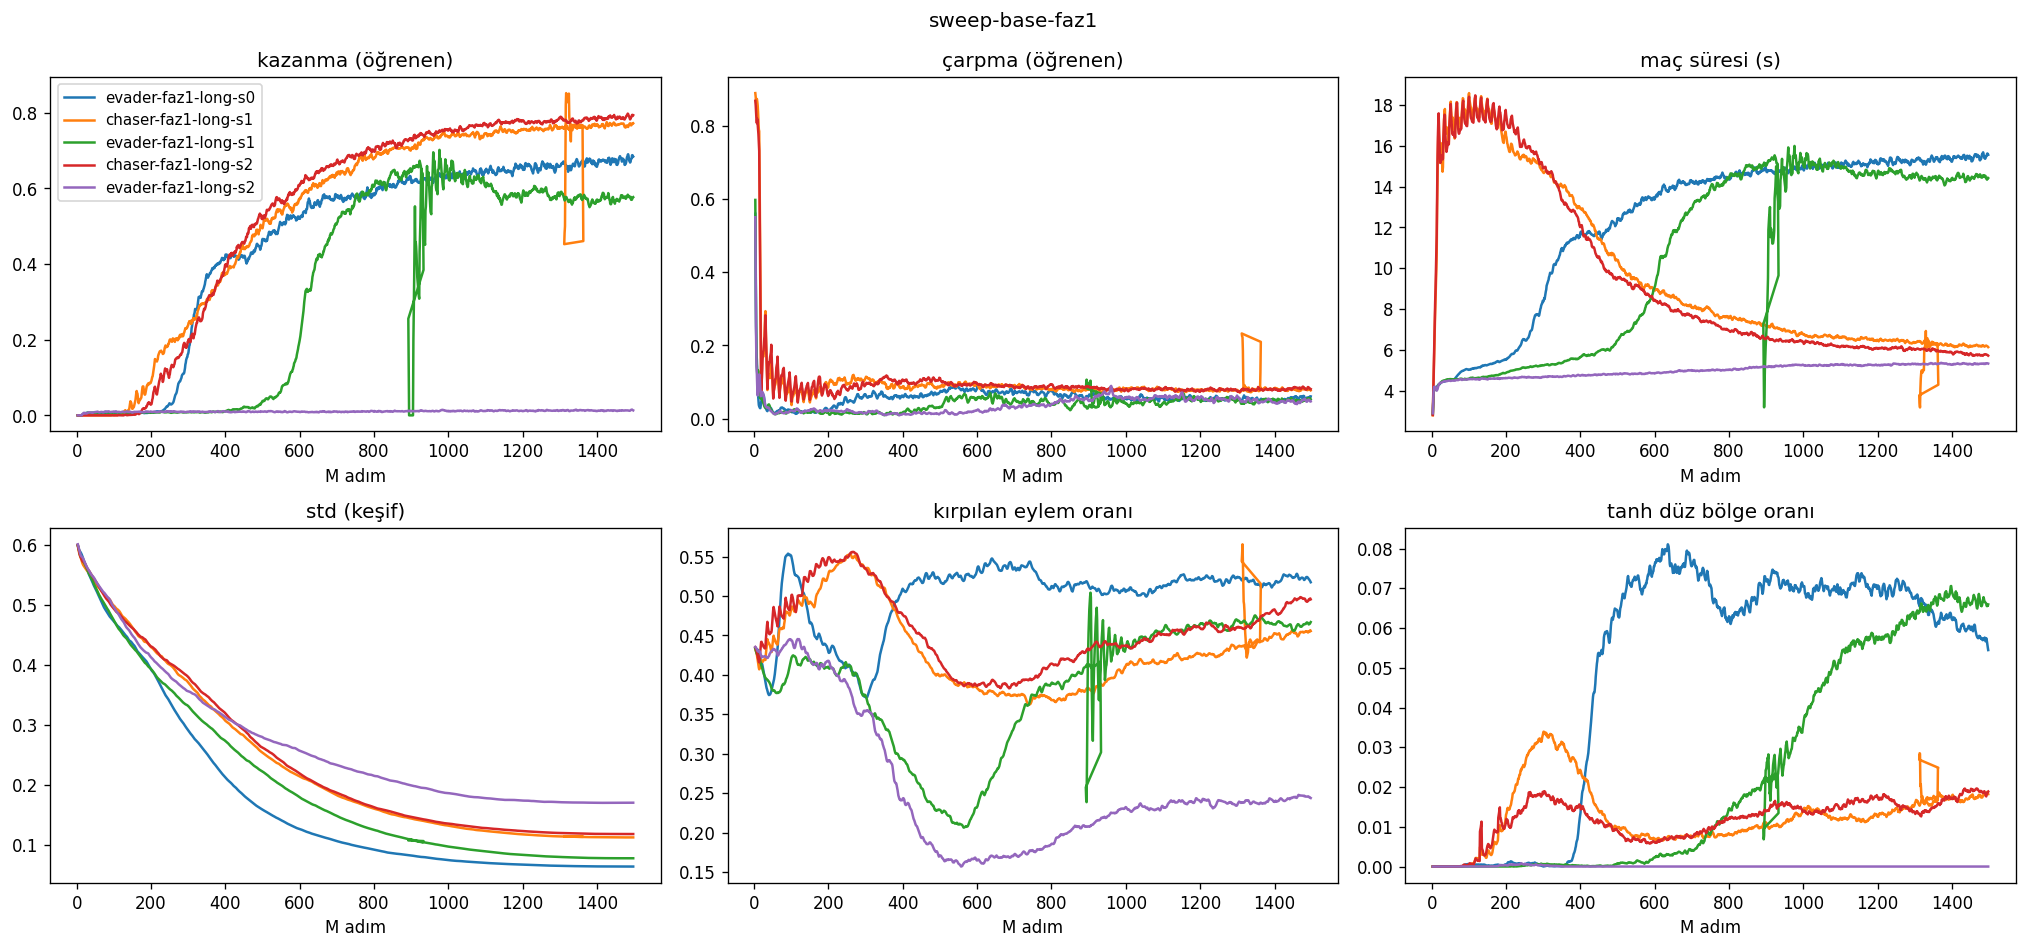 sweep-base-faz1
kazanma (öğrenen)
0.8
0.6
0.4
0.2
0.0
evader-faz1-long-s0
chaser-faz1-long-s1
evader-faz1-long-s1
chaser-faz1-long-s2
evader-faz1-long-s2
0 200 400 600 800 1000 1200 1400
M adım
çarpma (öğrenen)
0.8
0.6
0.4
0.2
0.0
0 200 400 600 800 1000 1200 1400
M adım
maç süresi (s)
18
16
14
12
10
8
6
4
0 200 400 600 800 1000 1200 1400
M adım
std (keşif)
0.6
0.5
0.4
0.3
0.2
0.1
0 200 400 600 800 1000 1200 1400
M adım
kırpılan eylem oranı
0.55
0.50
0.45
0.40
0.35
0.30
0.25
0.20
0.15
0 200 400 600 800 1000 1200 1400
M adım
tanh düz bölge oranı
0.08
0.07
0.06
0.05
0.04
0.03
0.02
0.01
0.00
0 200 400 600 800 1000 1200 1400
M adım